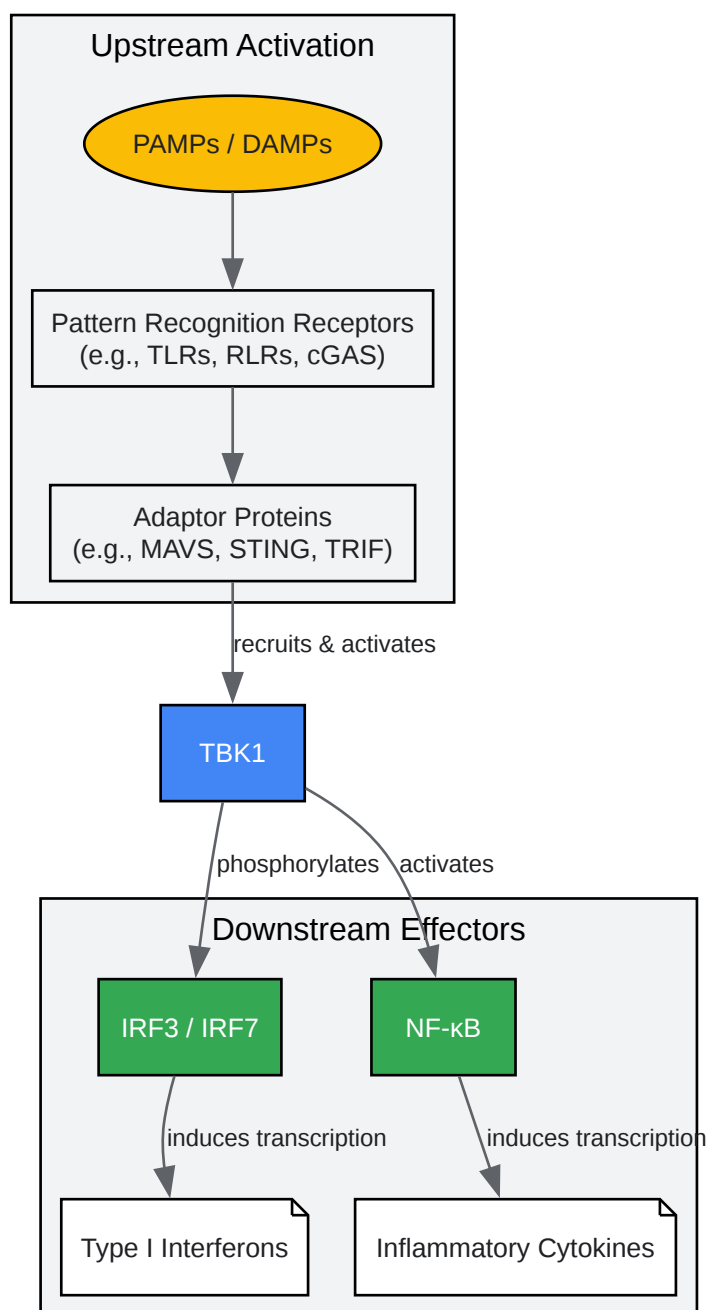 Upstream Activation
PAMPs / DAMPs
Pattern Recognition Receptors
(e.g., TLRs, RLRs, cGAS)
Adaptor Proteins
(e.g., MAVS, STING, TRIF)
recruits & activates
TBK1
phosphorylates
activates
Downstream Effectors
IRF3 / IRF7
NF-κB
induces transcription
induces transcription
Type I Interferons
Inflammatory Cytokines